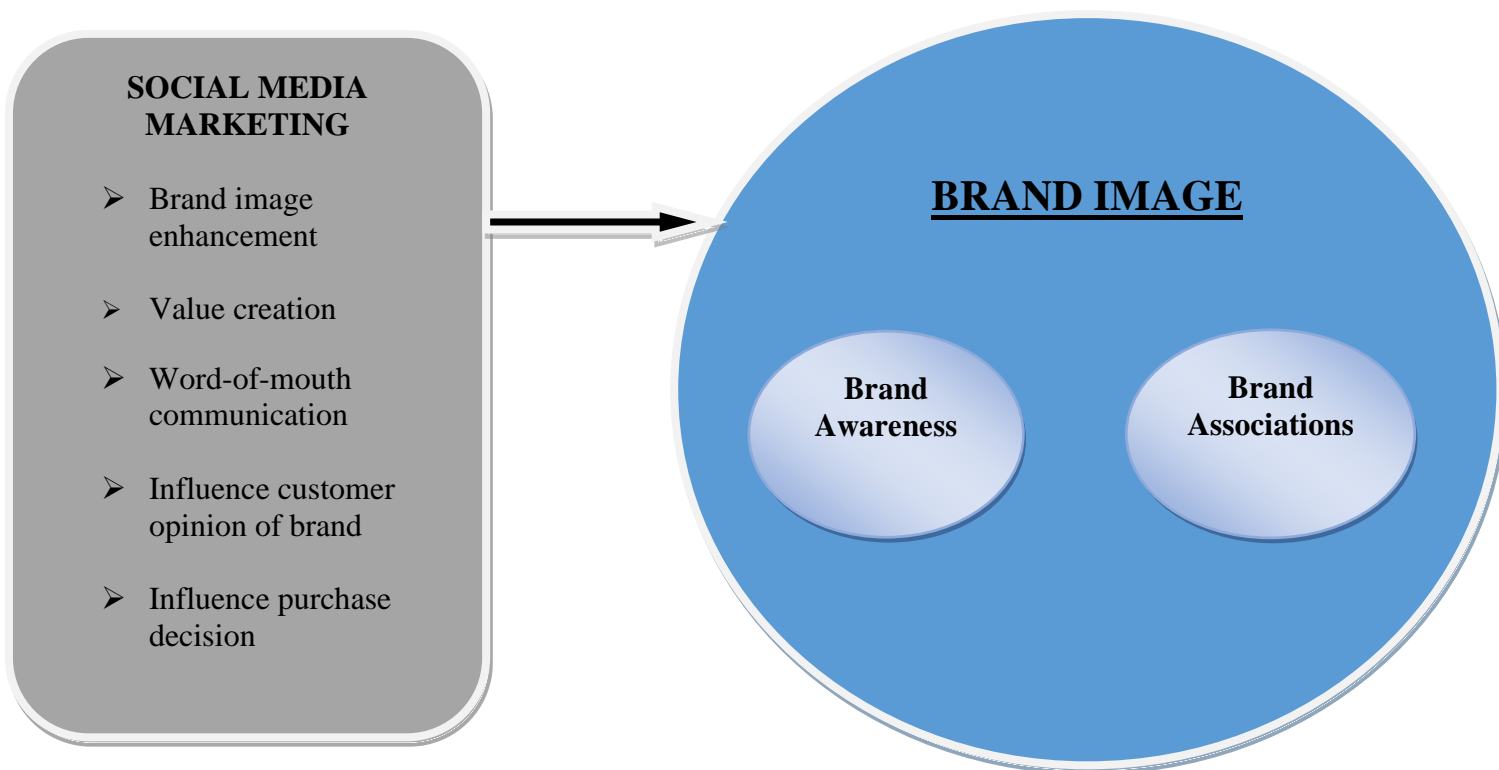 SOCIAL MEDIA
MARKETING
➢ Brand image
enhancement
➢ Value creation
➢ Word-of-mouth
communication
➢ Influence customer
opinion of brand
➢ Influence purchase
decision
BRAND IMAGE
Brand
Awareness
Brand
Associations